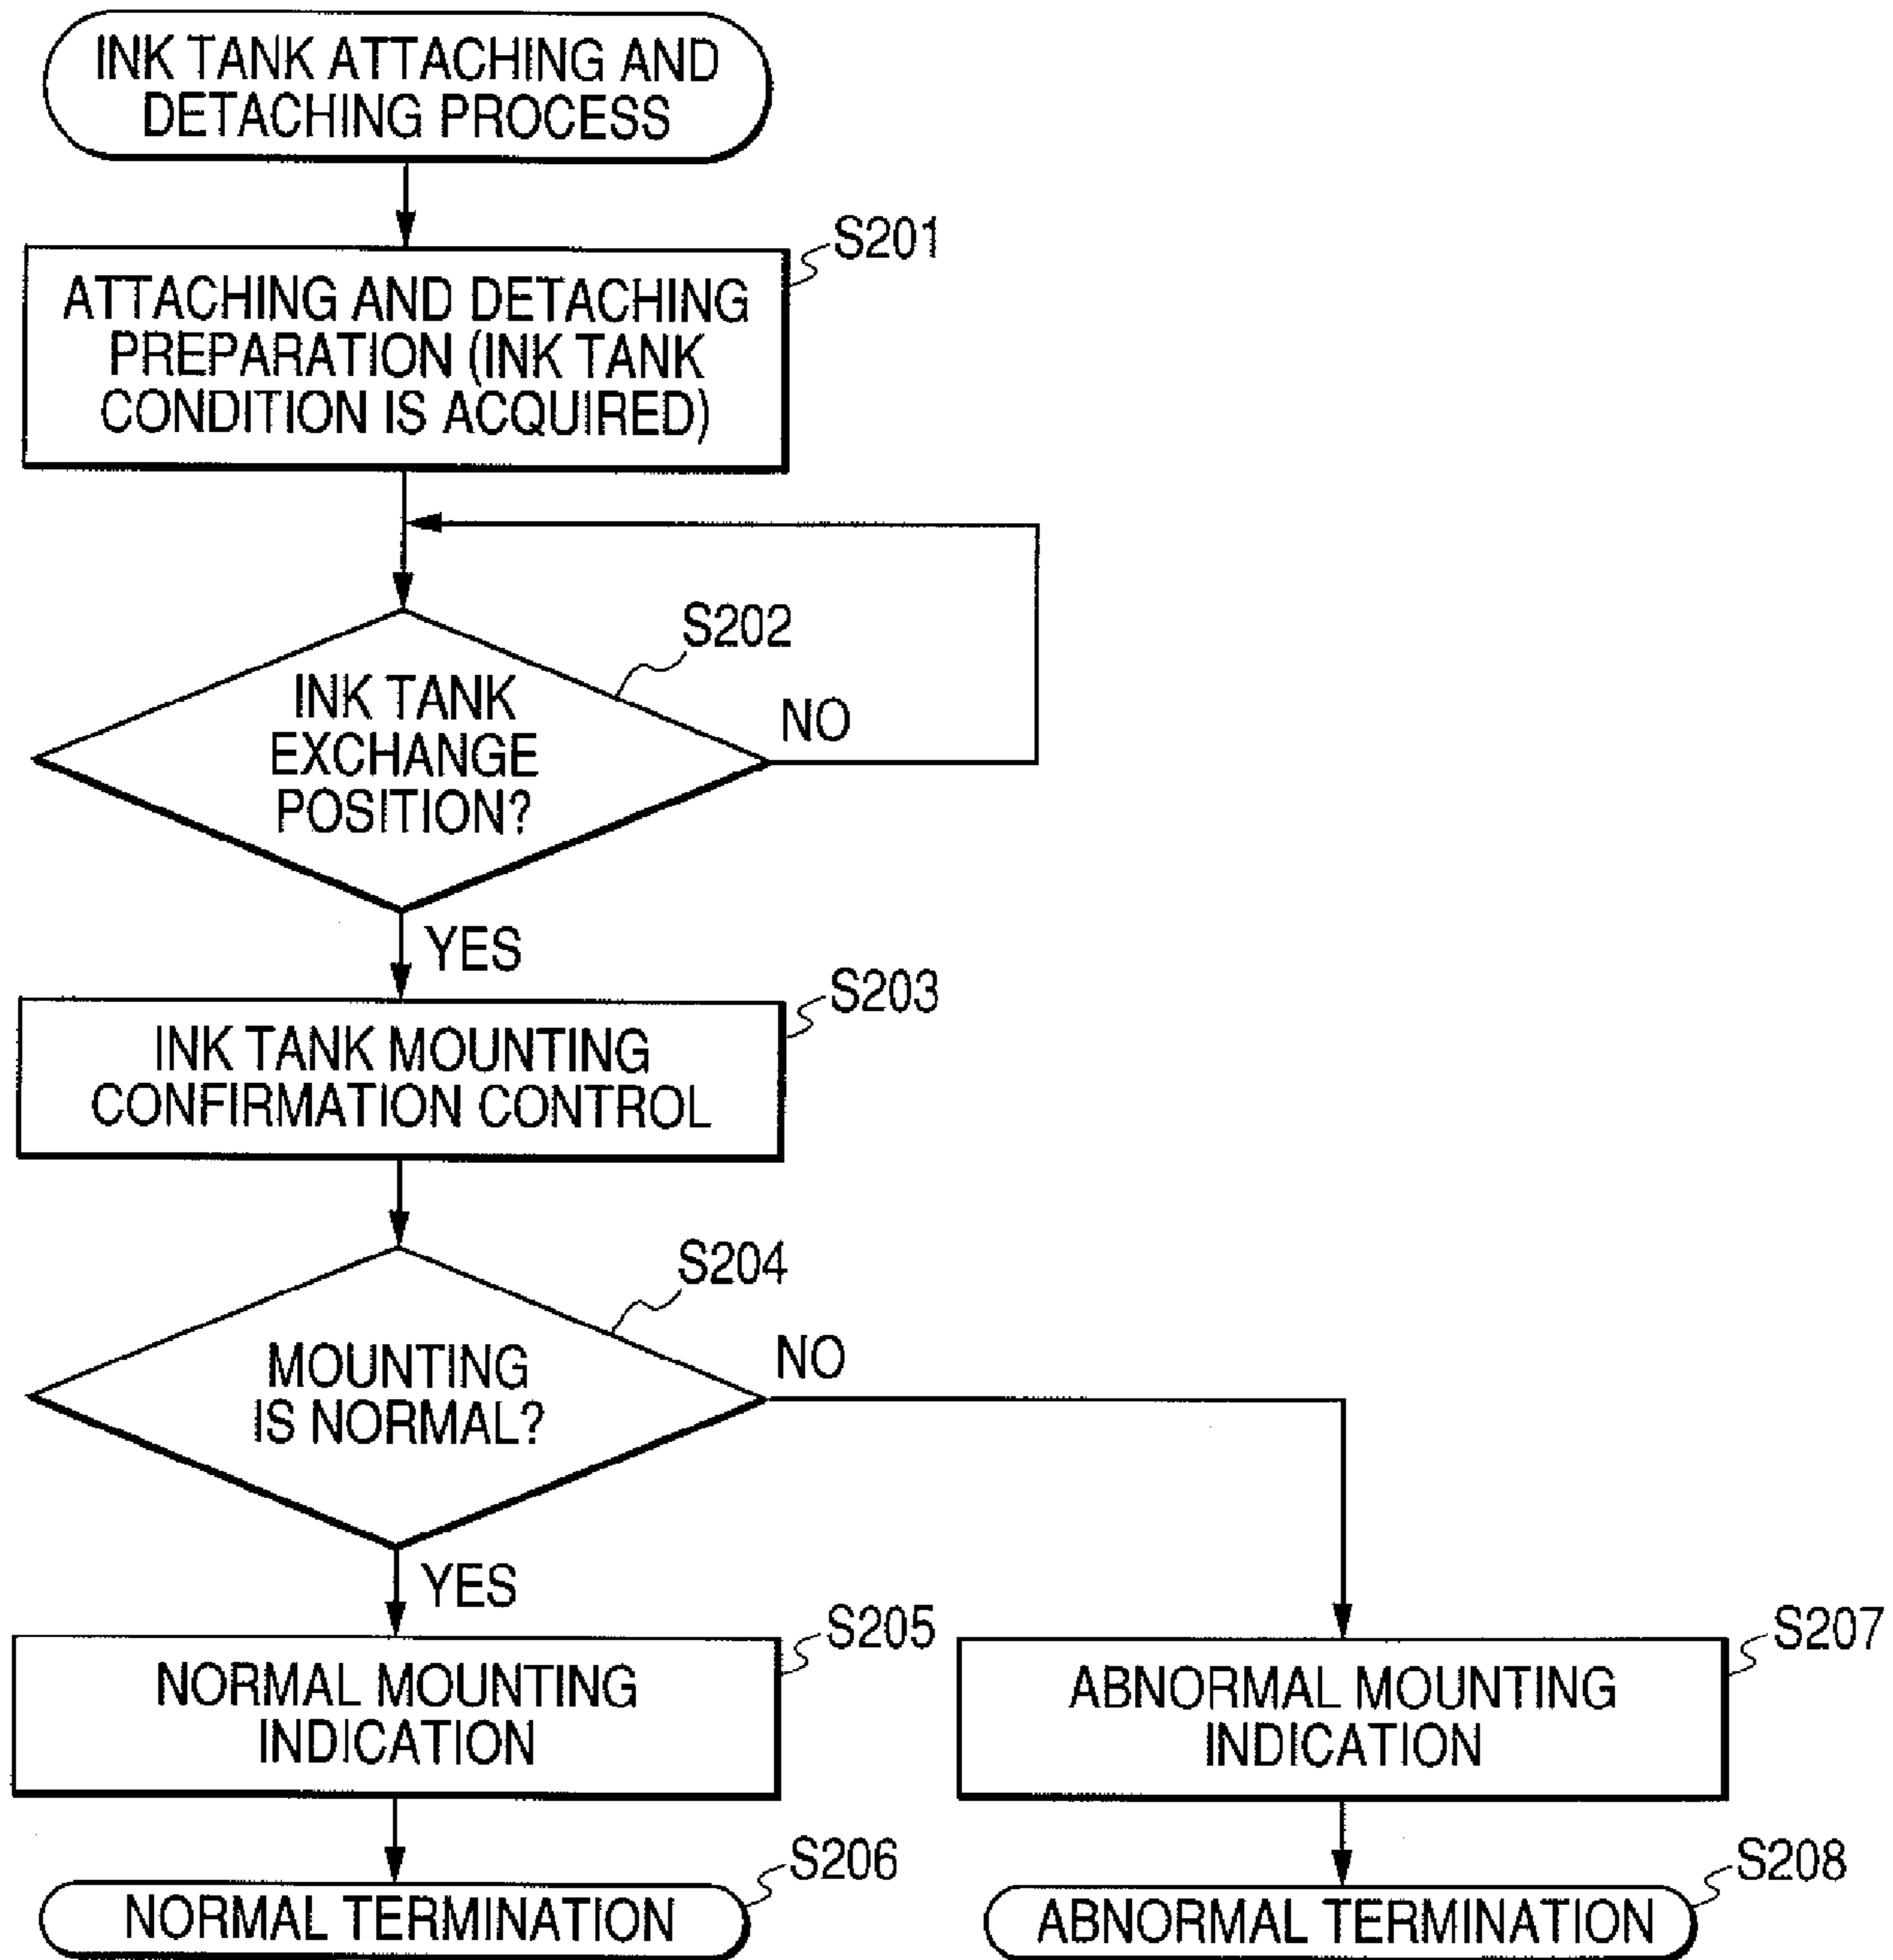 INK TANK ATTACHING AND
DETACHING PROCESS
S201
ATTACHING AND DETACHING
PREPARATION (INK TANK
CONDITION IS ACQUIRED)
S202
INK TANK
EXCHANGE
POSITION?
NO
YES
S203
INK TANK MOUNTING
CONFIRMATION CONTROL
S204
MOUNTING
IS NORMAL?
NO
YES
S205
NORMAL MOUNTING
INDICATION
S207
ABNORMAL MOUNTING
INDICATION
S206
NORMAL TERMINATION
S208
ABNORMAL TERMINATION